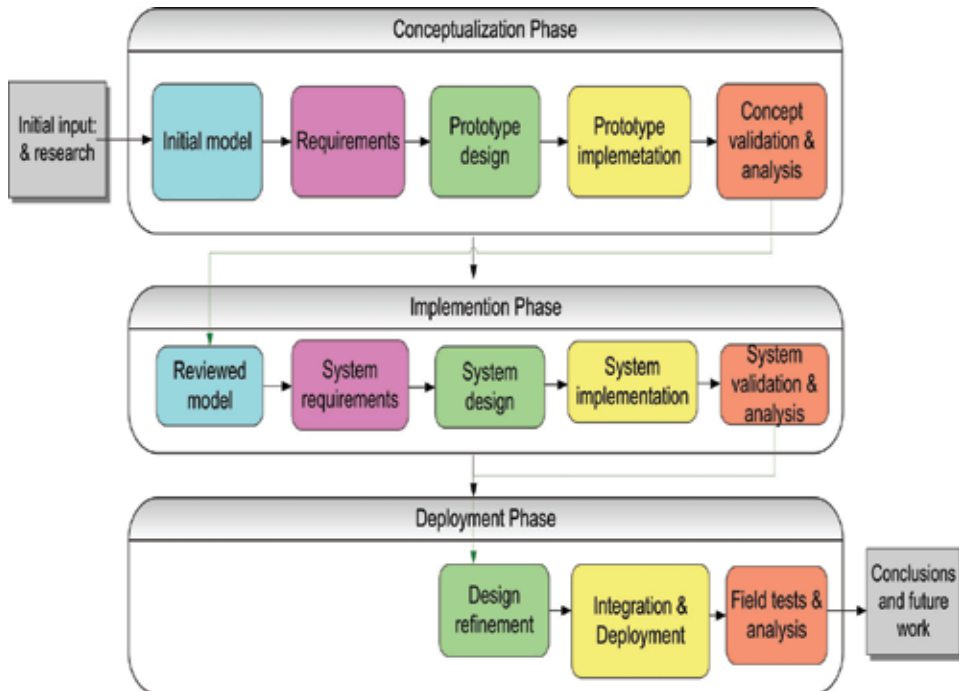 Conceptualization Phase
Initial input:
& research
Initial model
Requirements
Prototype
design
Prototype
implemetation
Concept
validation &
analysis
Implemention Phase
Reviewed
model
System
requirements
System
design
System
implementation
System
validation &
analysis
Deployment Phase
Design
refinement
Integration &
Deployment
Field tests &
analysis
Conclusions
and future
work